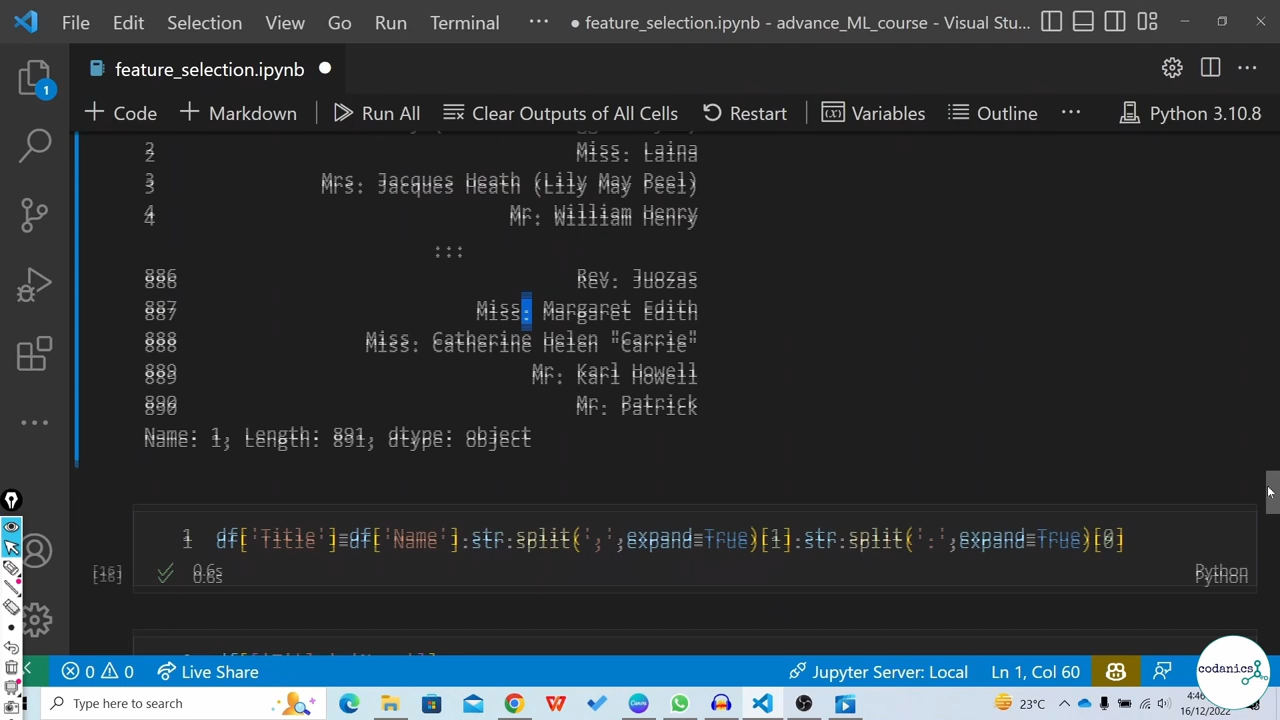 File Edit Selection View Go Run Terminal ··· ● feature_selection.ipynb - advance_ML_course - Visual Stu...
feature_selection.ipynb
1
+ Code + Markdown Run All Clear Outputs of All Cells Restart Variables Outline ··· Python 3.10.8
2 Miss. Laina
3 Mrs. Jacques Heath (Lily May Peel)
4 Mr. William Henry
...
886 Rev. Juozas
887 Miss. Margaret Edith
888 Miss. Catherine Helen "Carrie"
889 Mr. Karl Howell
890 Mr. Patrick
Name: 1, Length: 891, dtype: object
1 df['Title']=df['Name'].str.split(',',expand=True)[1].str.split('.',expand=True)[0]
[16] 0.6s Python
0 0 Live Share Jupyter Server: Local Ln 1, Col 60
codanics
Type here to search 23°C
16/12/2022